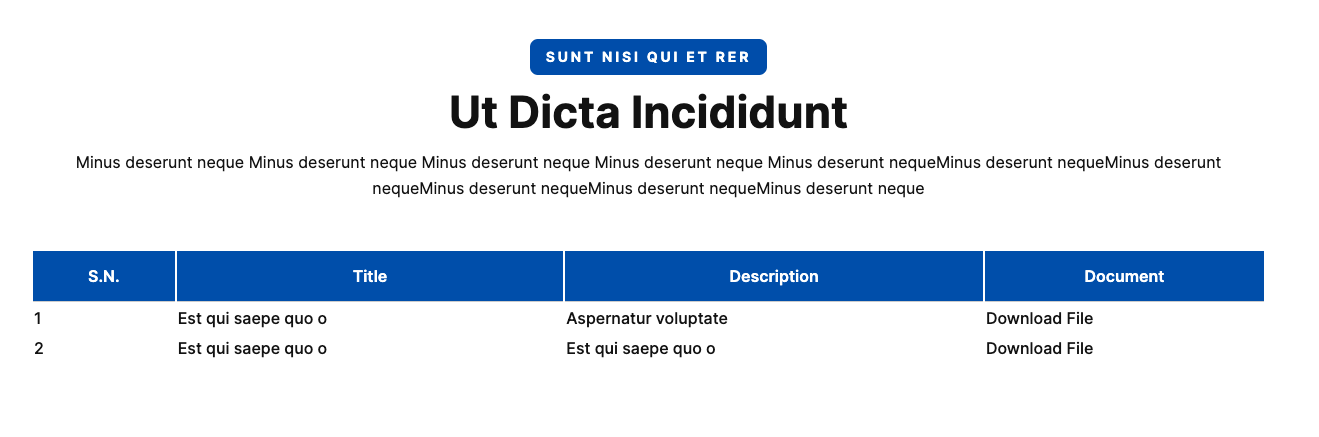 SUNT NISI QUI ET RER
Ut Dicta Incididunt
Minus deserunt neque Minus deserunt neque Minus deserunt neque Minus deserunt neque Minus deserunt nequeMinus deserunt nequeMinus deserunt
nequeMinus deserunt nequeMinus deserunt nequeMinus deserunt neque
S.N. Title Description Document
1 Est qui saepe quo o Aspernatur voluptate Download File
2 Est qui saepe quo o Est qui saepe quo o Download File